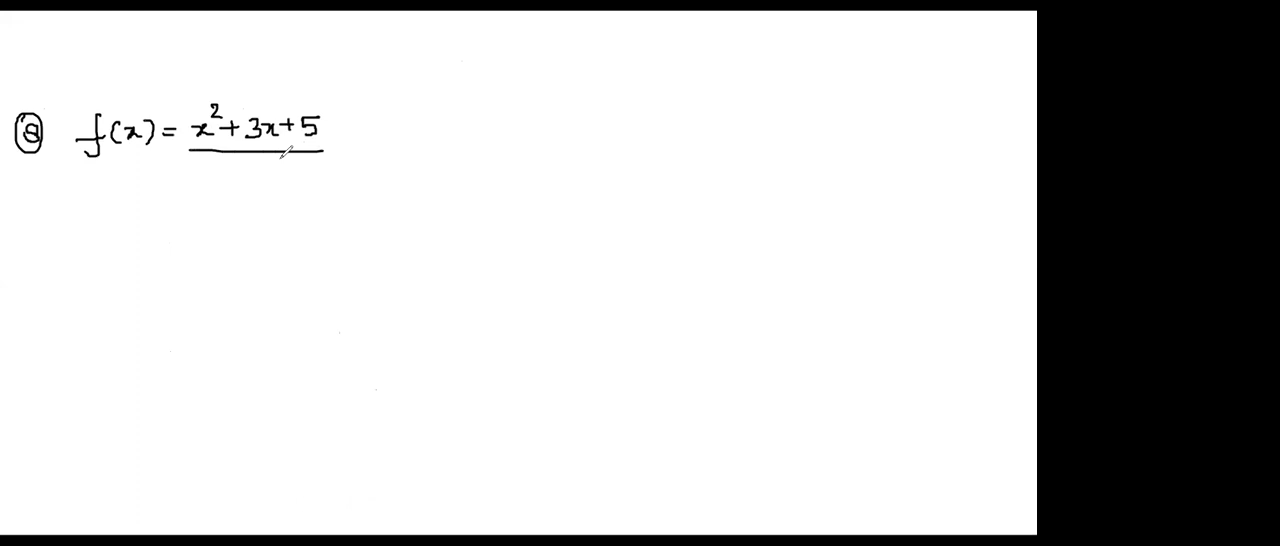 ⑧ f(x) = x² + 3x + 5